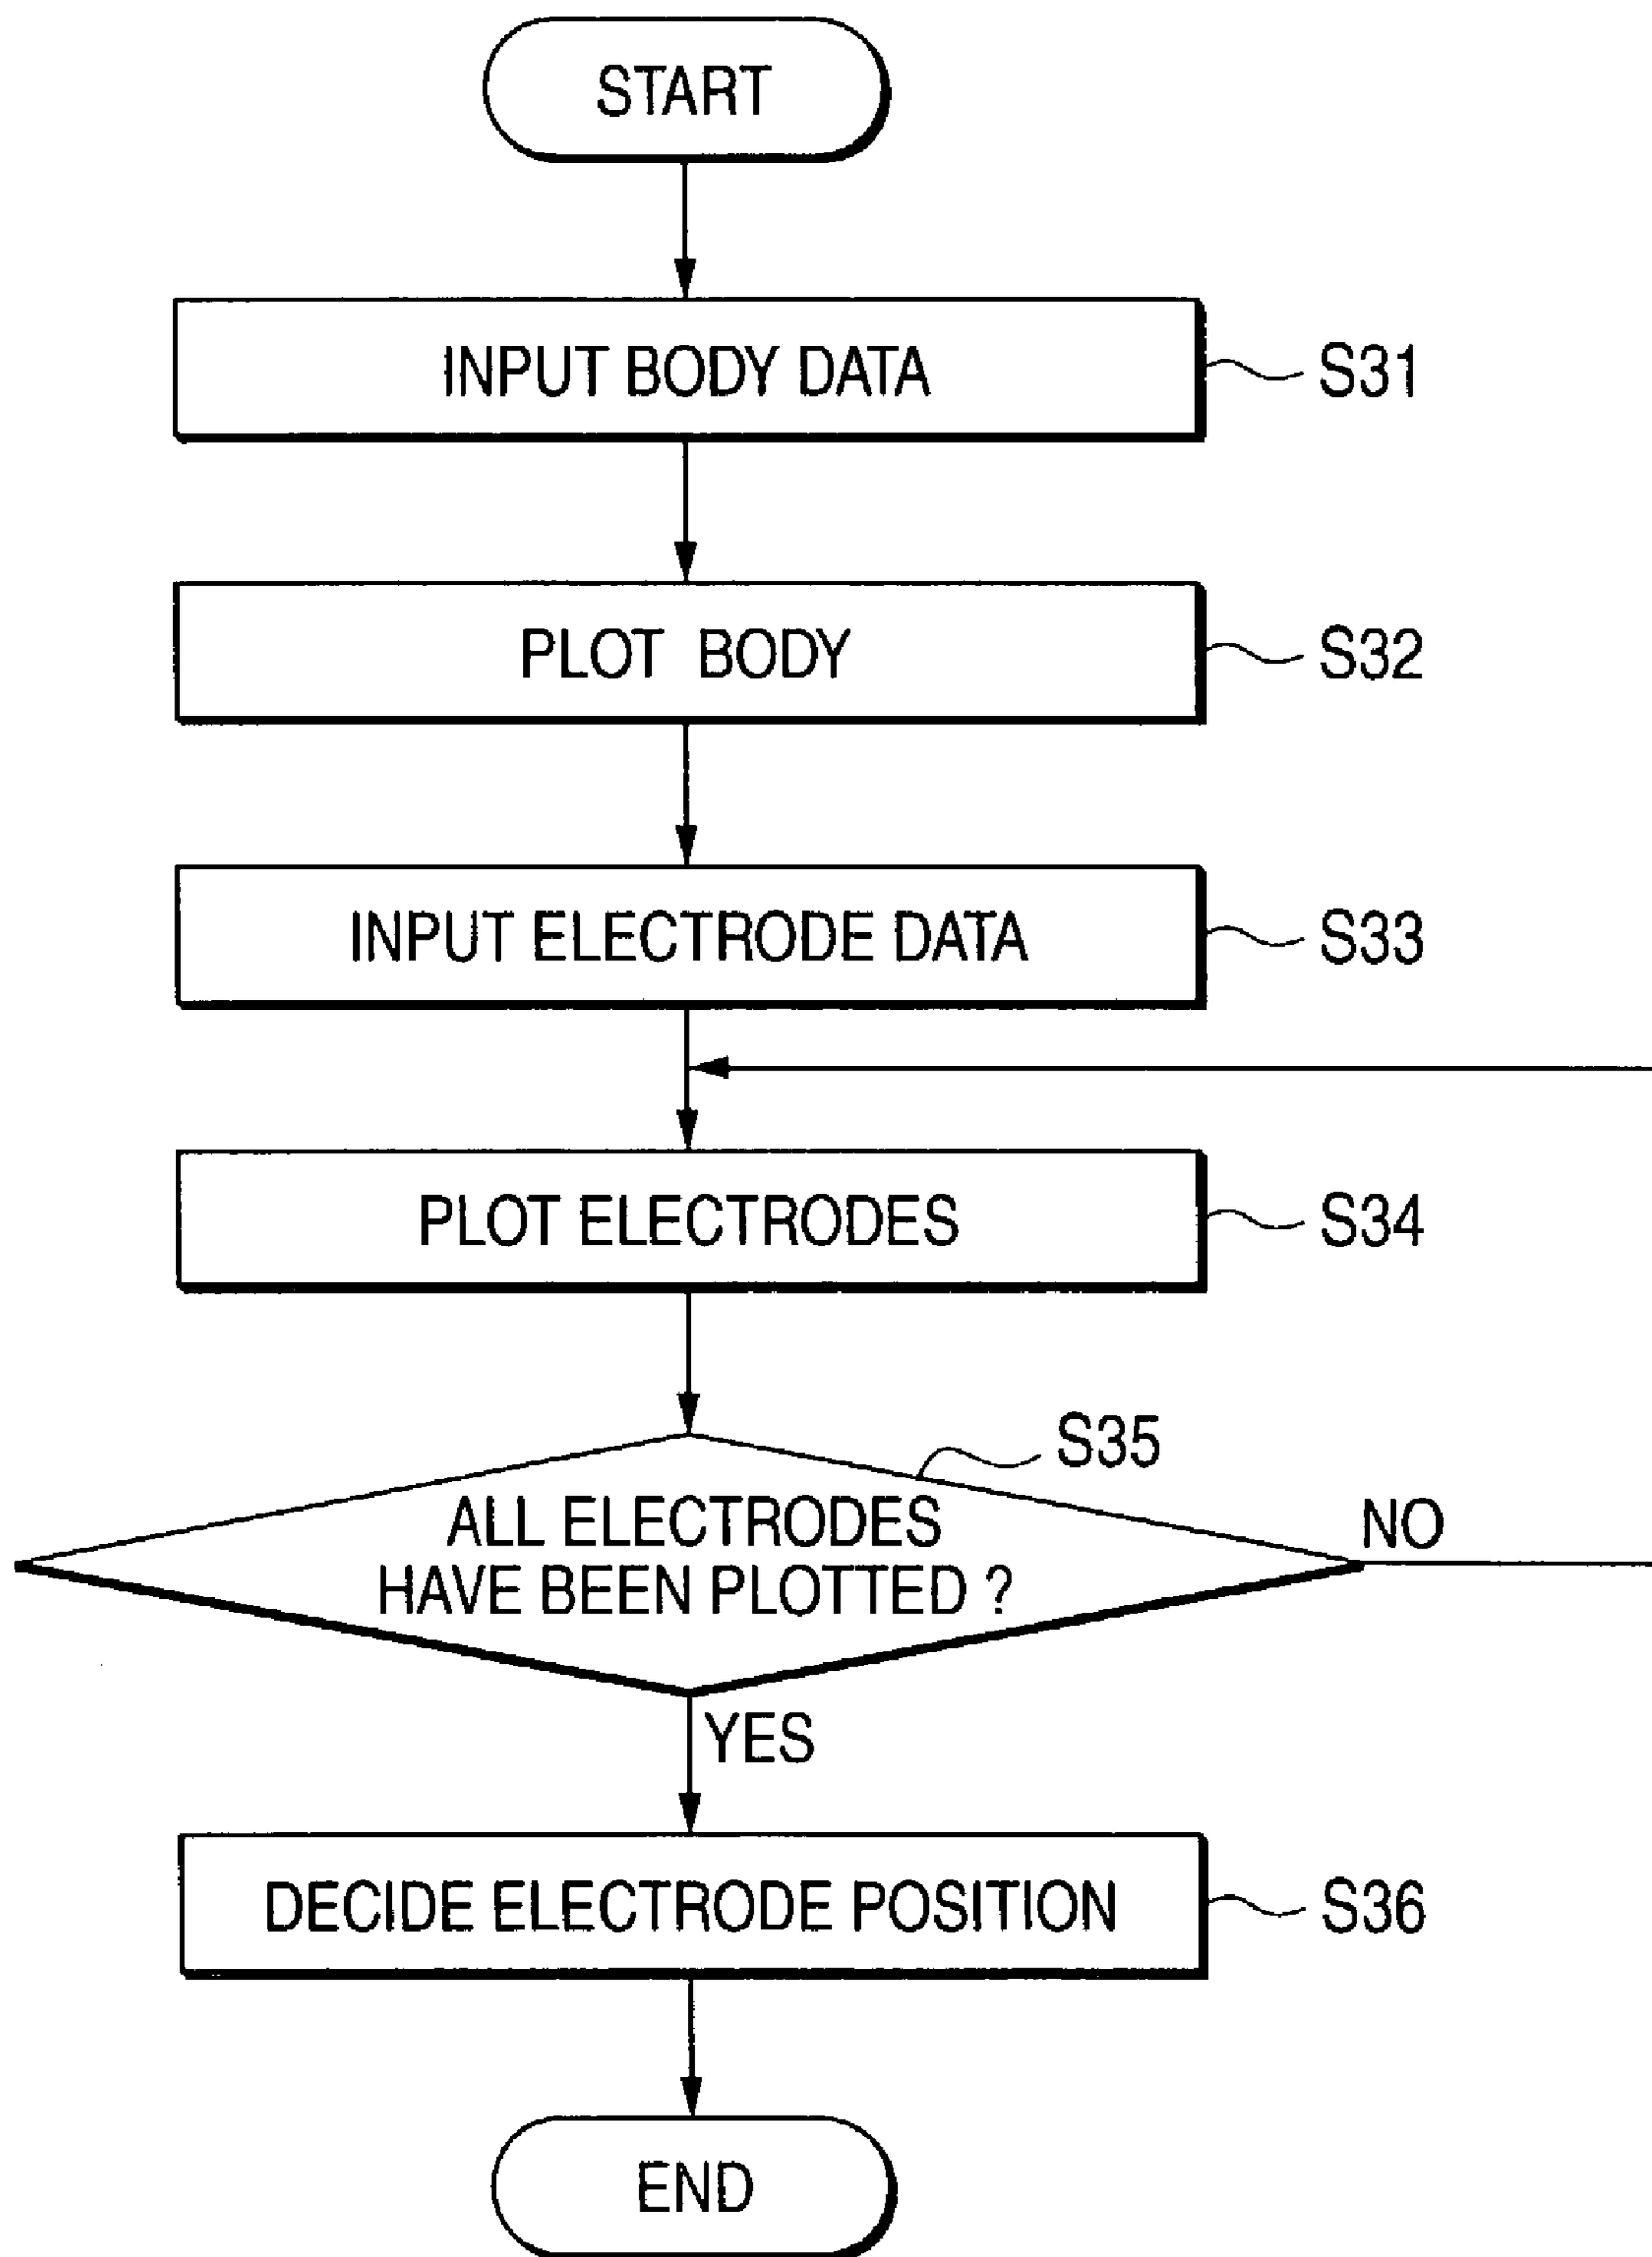 START
INPUT BODY DATA
S31
PLOT BODY
S32
INPUT ELECTRODE DATA
S33
PLOT ELECTRODES
S34
S35
ALL ELECTRODES
HAVE BEEN PLOTTED ?
NO
YES
DECIDE ELECTRODE POSITION
S36
END